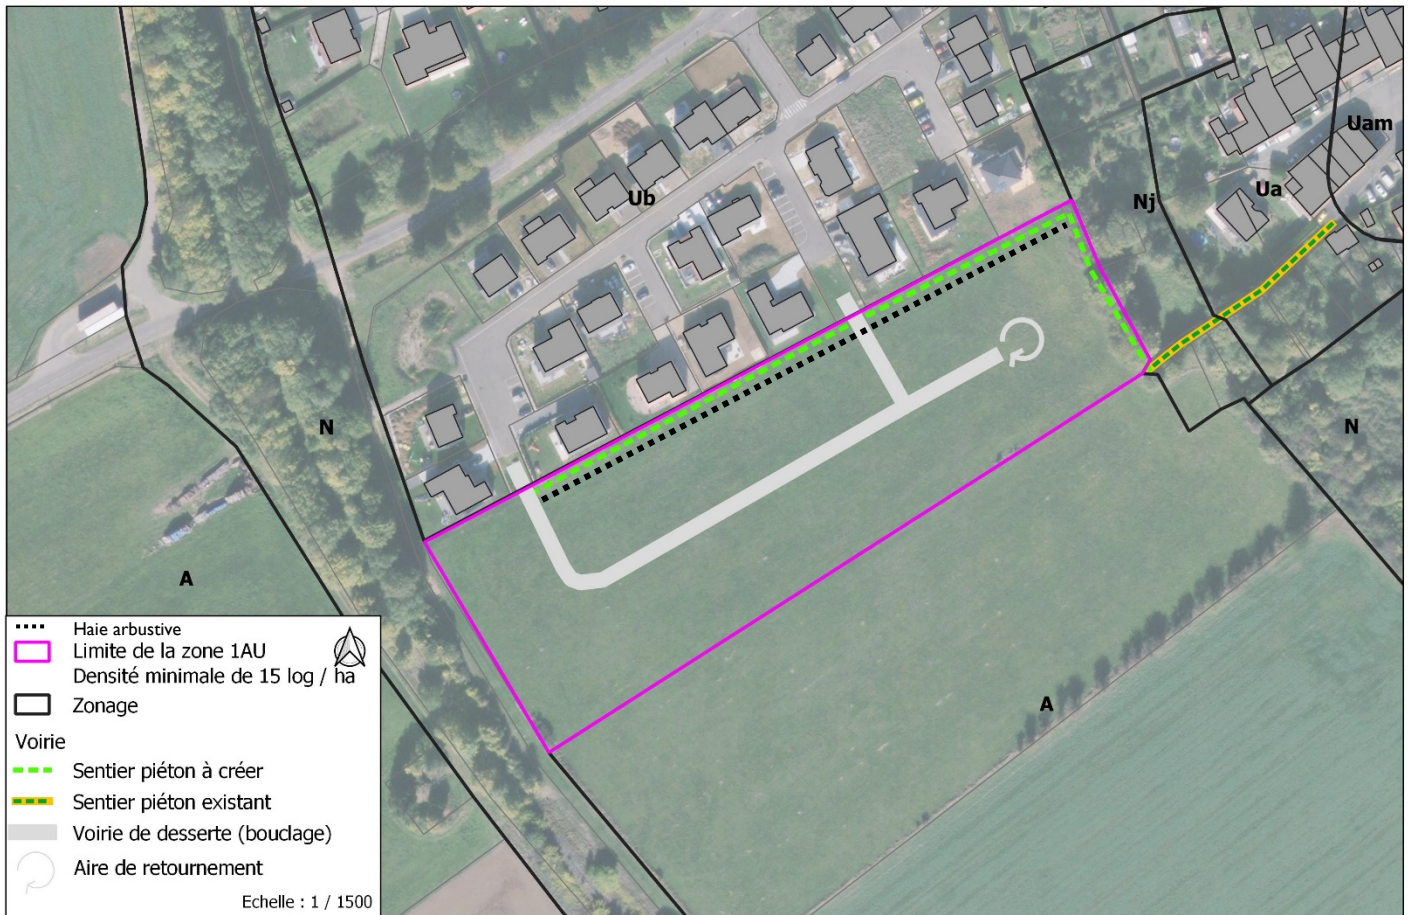 Uam
Ub
Nj
Ua
N
N
A
A
Haie arbustive
Limite de la zone 1AU
Densité minimale de 15 log / ha
Zonage
Voirie
Sentier piéton à créer
Sentier piéton existant
Voirie de desserte (bouclage)
Aire de retournement
Echelle : 1 / 1500